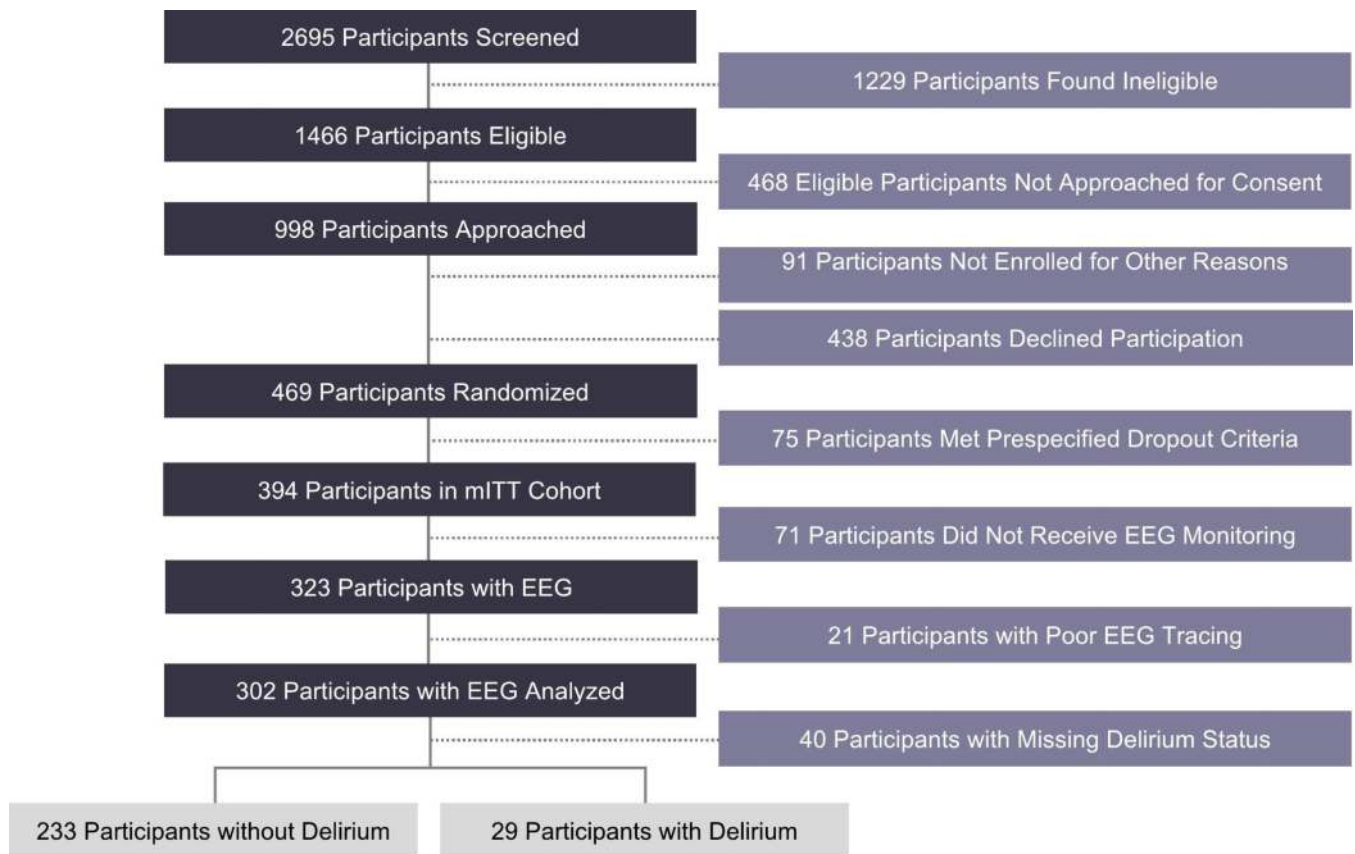 2695 Participants Screened
1229 Participants Found Ineligible
1466 Participants Eligible
468 Eligible Participants Not Approached for Consent
998 Participants Approached
91 Participants Not Enrolled for Other Reasons
438 Participants Declined Participation
469 Participants Randomized
75 Participants Met Prespecified Dropout Criteria
394 Participants in mITT Cohort
71 Participants Did Not Receive EEG Monitoring
323 Participants with EEG
21 Participants with Poor EEG Tracing
302 Participants with EEG Analyzed
40 Participants with Missing Delirium Status
233 Participants without Delirium
29 Participants with Delirium